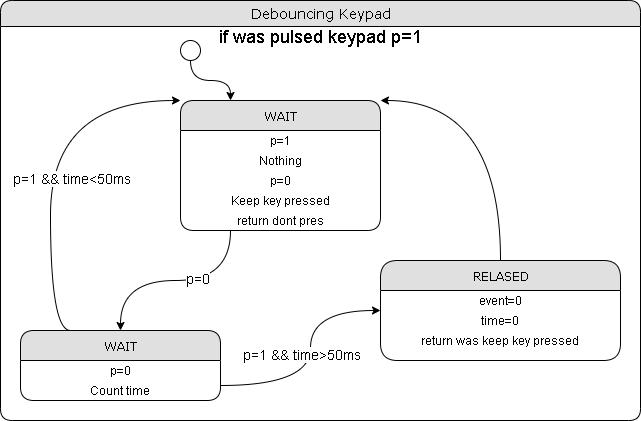 Debouncing Keypad
if was pulsed keypad p=1
WAIT
p=1
Nothing
p=0
Keep key pressed
return dont pres
p=1 && time<50ms
p=0
RELASED
event=0
time=0
return was keep key pressed
WAIT
p=0
Count time
p=1 && time>50ms